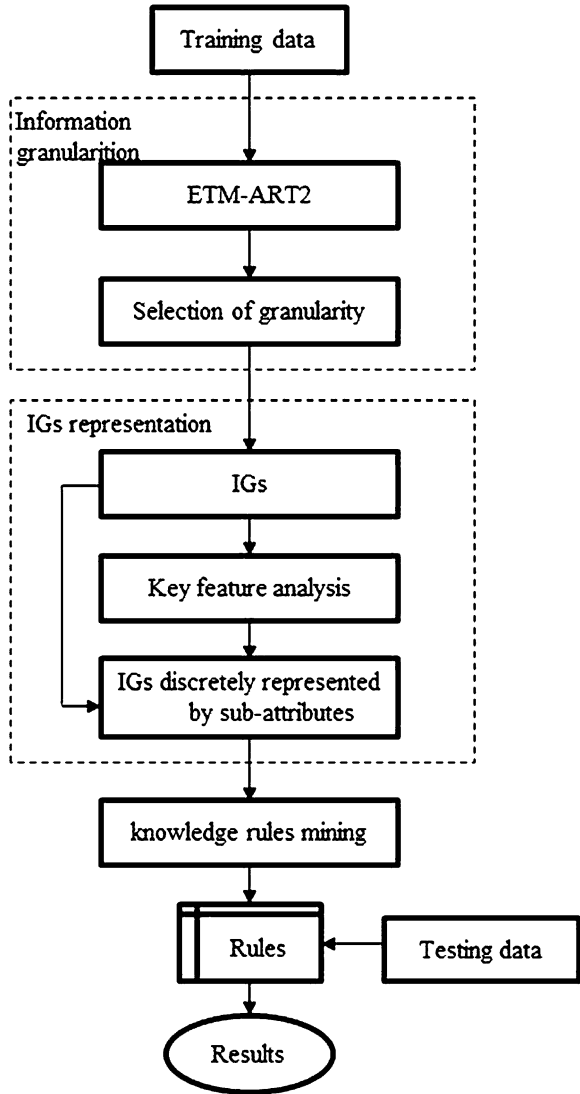 Training data
Information
granularition
ETM-ART2
Selection of granularity
IGs representation
IGs
Key feature analysis
IGs discretely represented
by sub-attributes
knowledge rules mining
Rules
Testing data
Results